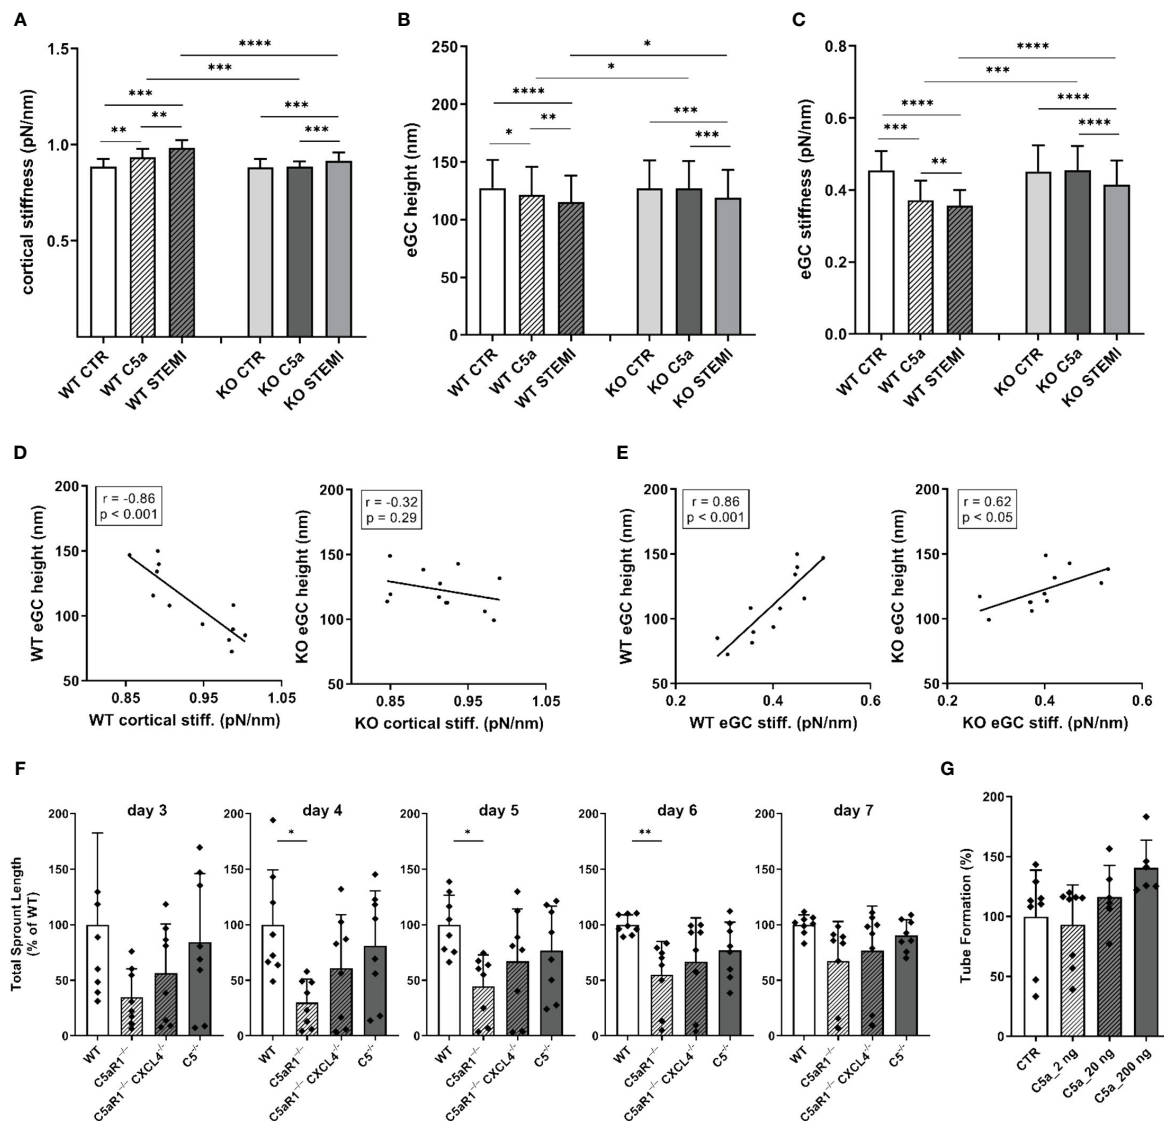 A
B
C
cortical stiffness (pN/nm)
1.5
1.0
0.5
****
***
***
**
**
***
***
WT CTR
WT C5a
WT STEMI
KO CTR
KO C5a
KO STEMI
eGC height (nm)
250
200
150
100
50
0
*
*
****
*
**
***
***
WT CTR
WT C5a
WT STEMI
KO CTR
KO C5a
KO STEMI
eGC stiffness (pN/nm)
0.8
0.6
0.4
0.2
0.0
****
***
****
***
**
****
****
WT CTR
WT C5a
WT STEMI
KO CTR
KO C5a
KO STEMI
D
E
WT eGC height (nm)
200
150
100
50
r = -0.86
p < 0.001
0.85
0.95
1.05
WT cortical stiff. (pN/nm)
KO eGC height (nm)
200
150
100
50
r = -0.32
p = 0.29
0.85
0.95
1.05
KO cortical stiff. (pN/nm)
WT eGC height (nm)
200
150
100
50
r = 0.86
p < 0.001
0.2
0.4
0.6
WT eGC stiff. (pN/nm)
KO eGC height (nm)
200
150
100
50
r = 0.62
p < 0.05
0.2
0.4
0.6
KO eGC stiff. (pN/nm)
F
G
Total Sprount Length
(% of WT)
day 3
200
150
100
50
0
WT
C5aR1⁻/⁻
C5aR1⁻/⁻ CXCL4⁻/⁻
C5⁻/⁻
day 4
200
150
100
50
0
*
WT
C5aR1⁻/⁻
C5aR1⁻/⁻ CXCL4⁻/⁻
C5⁻/⁻
day 5
200
150
100
50
0
*
WT
C5aR1⁻/⁻
C5aR1⁻/⁻ CXCL4⁻/⁻
C5⁻/⁻
day 6
200
150
100
50
0
**
WT
C5aR1⁻/⁻
C5aR1⁻/⁻ CXCL4⁻/⁻
C5⁻/⁻
day 7
200
150
100
50
0
WT
C5aR1⁻/⁻
C5aR1⁻/⁻ CXCL4⁻/⁻
C5⁻/⁻
Tube Formation (%)
200
150
100
50
0
CTR
C5a_2 ng
C5a_20 ng
C5a_200 ng